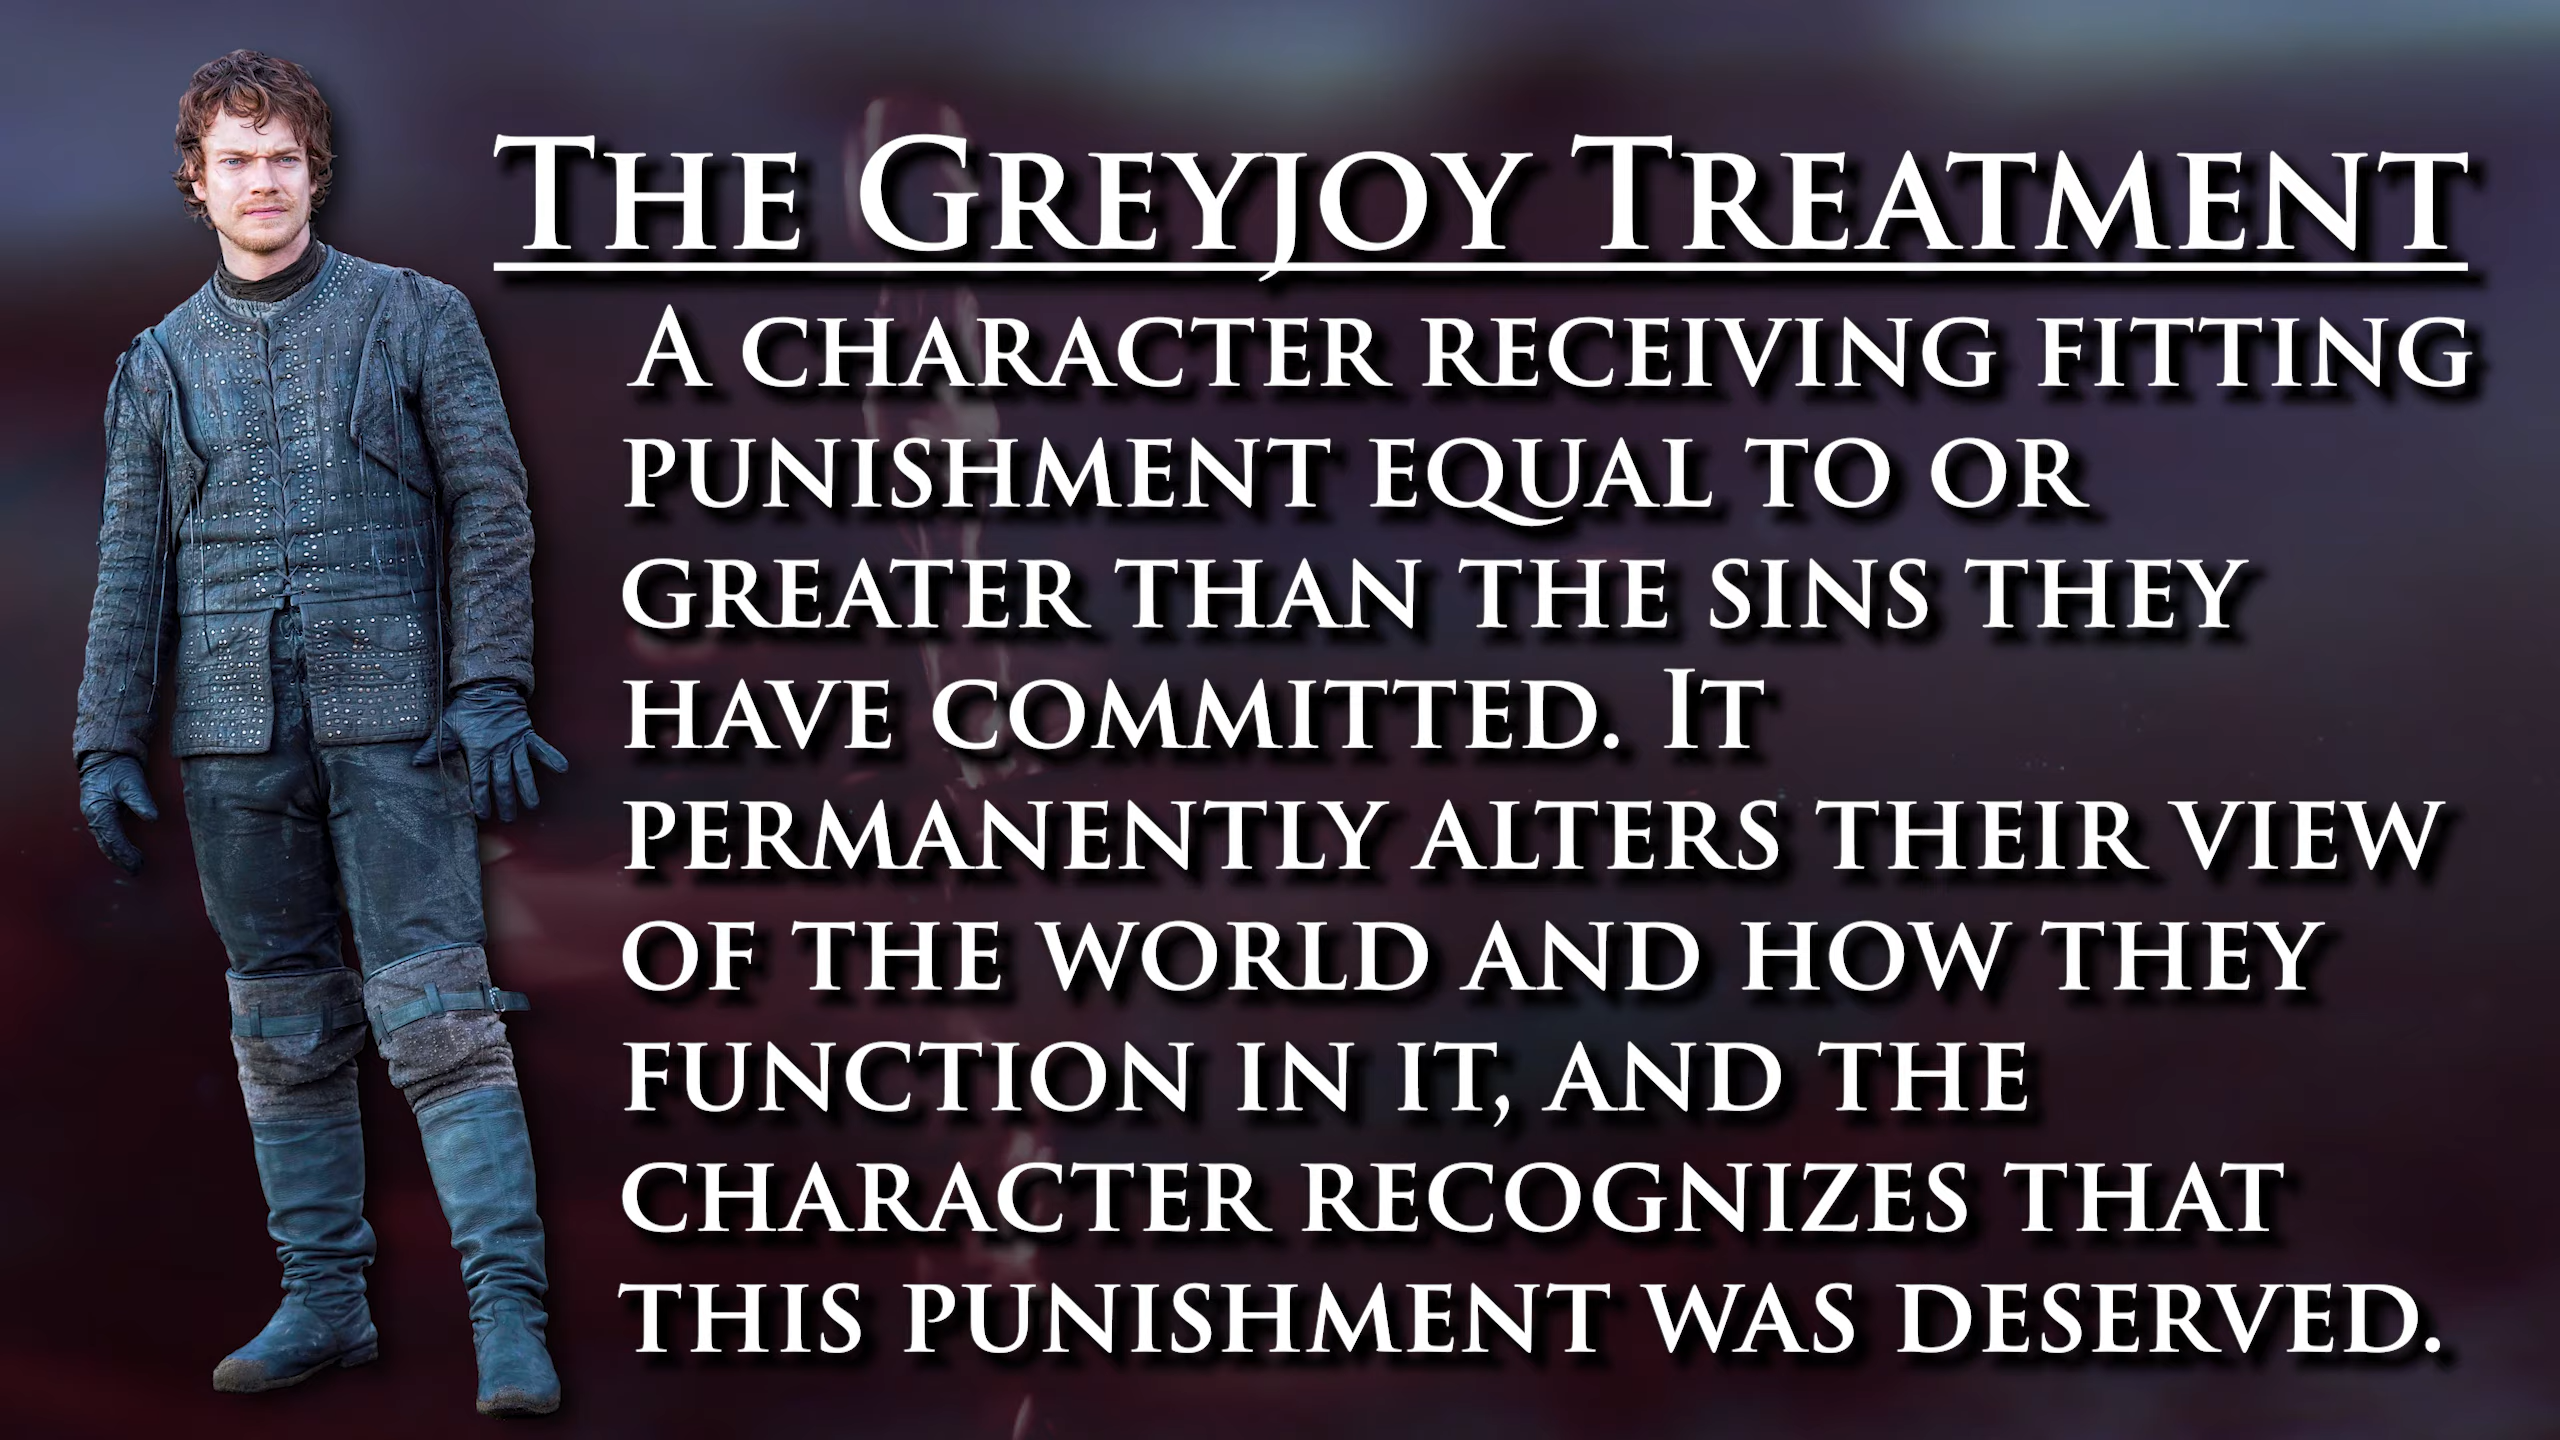 The Greyjoy Treatment
A character receiving fitting
punishment equal to or
greater than the sins they
have committed. It
permanently alters their view
of the world and how they
function in it, and the
character recognizes that
this punishment was deserved.